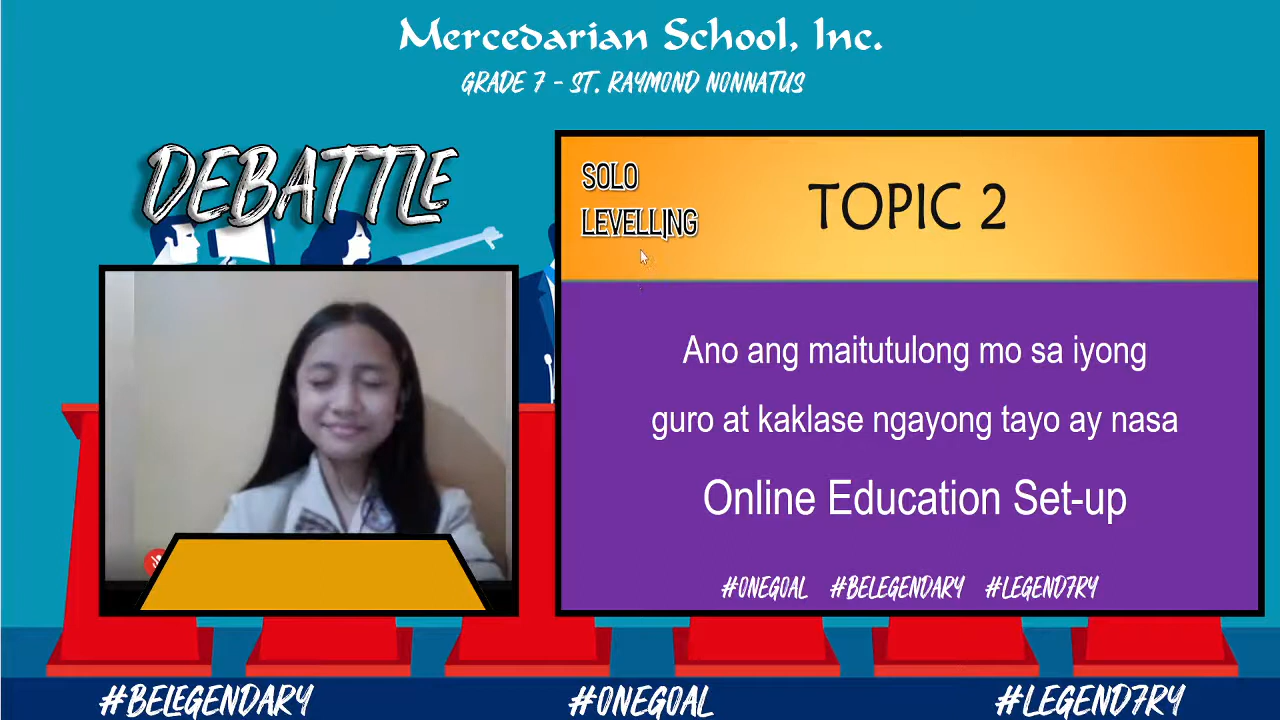 Mercedarian School, Inc.
GRADE 7 - ST. RAYMOND NONNATUS
DEBATTLE
SOLO
LEVELLING
TOPIC 2
Ano ang maitutulong mo sa iyong
guro at kaklase ngayong tayo ay nasa
Online Education Set-up
#ONEGOAL #BELEGENDARY #LEGEND7RY
#BELEGENDARY #ONEGOAL #LEGEND7RY